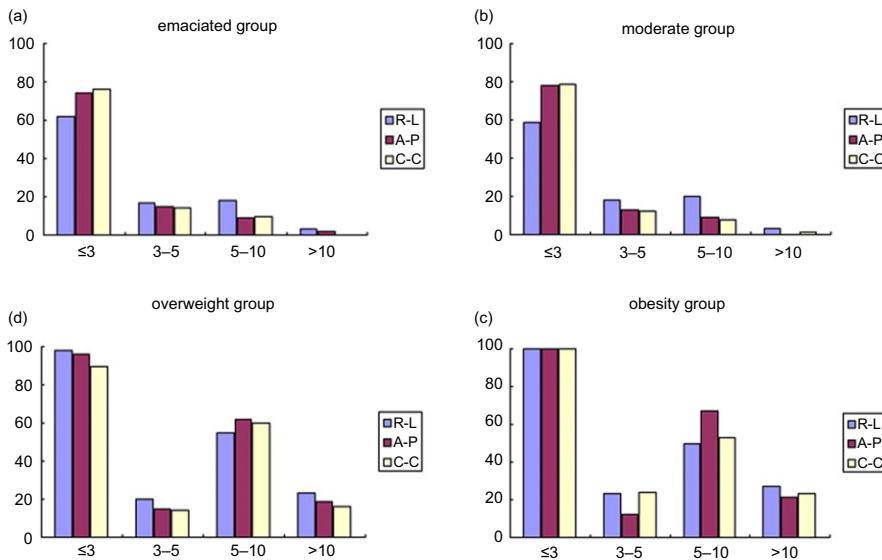 (a)
emaciated group
100
80
60
40
20
0
≤3 3–5 5–10 >10
R-L
A-P
C-C
(b)
moderate group
100
80
60
40
20
0
≤3 3–5 5–10 >10
R-L
A-P
C-C
(d)
overweight group
100
80
60
40
20
0
≤3 3–5 5–10 >10
R-L
A-P
C-C
(c)
obesity group
100
80
60
40
20
0
≤3 3–5 5–10 >10
R-L
A-P
C-C